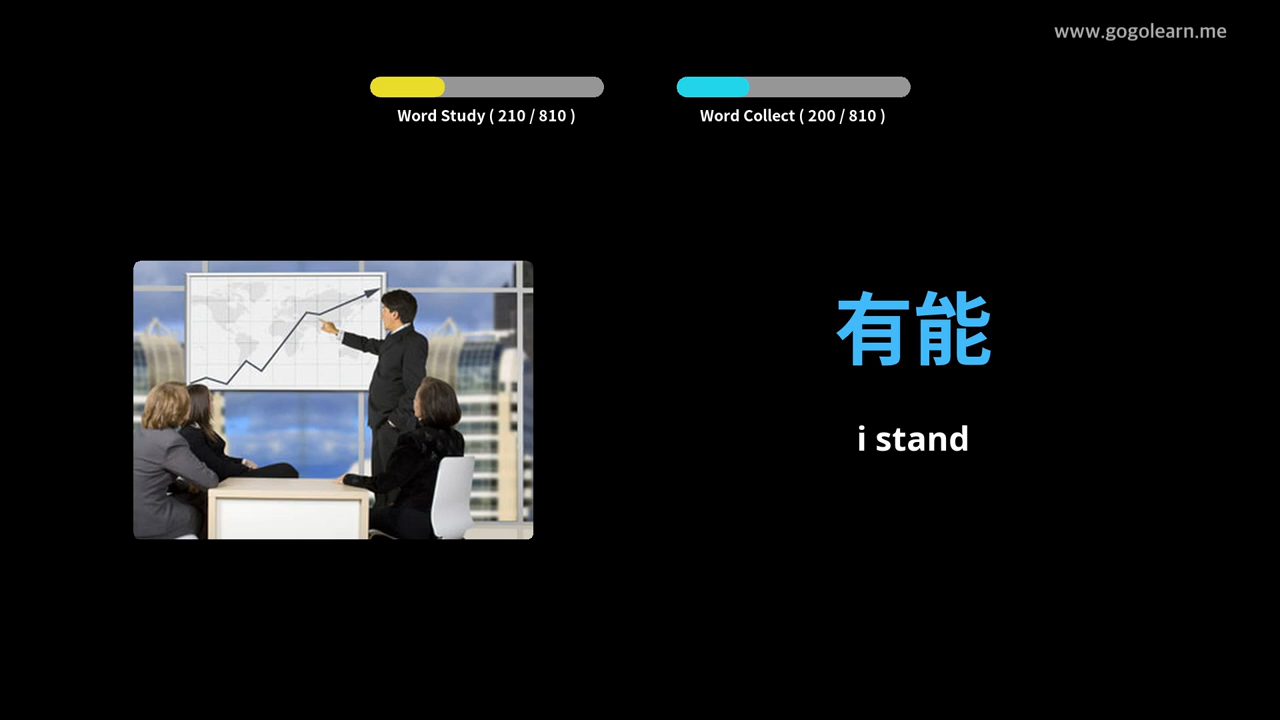 www.gogolearn.me
Word Study ( 210 / 810 )
Word Collect ( 200 / 810 )
有能
i stand